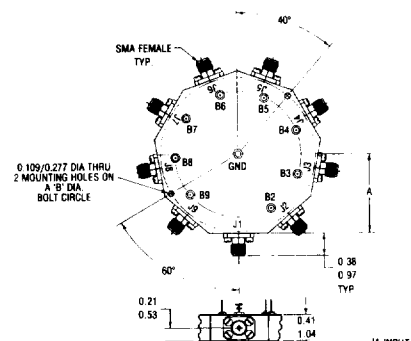 40°
SMA FEMALE
TYP.
J6
J5
B6
B5
J7
J4
B7
B4
B8
GND
J3
J8
B3
0.109/0.277 DIA THRU
2 MOUNTING HOLES ON
A 'B' DIA.
BOLT CIRCLE
A
B9
B2
J9
J2
J1
60°
0.38
0.97
TYP
0.21
0.53
0.41
1.04